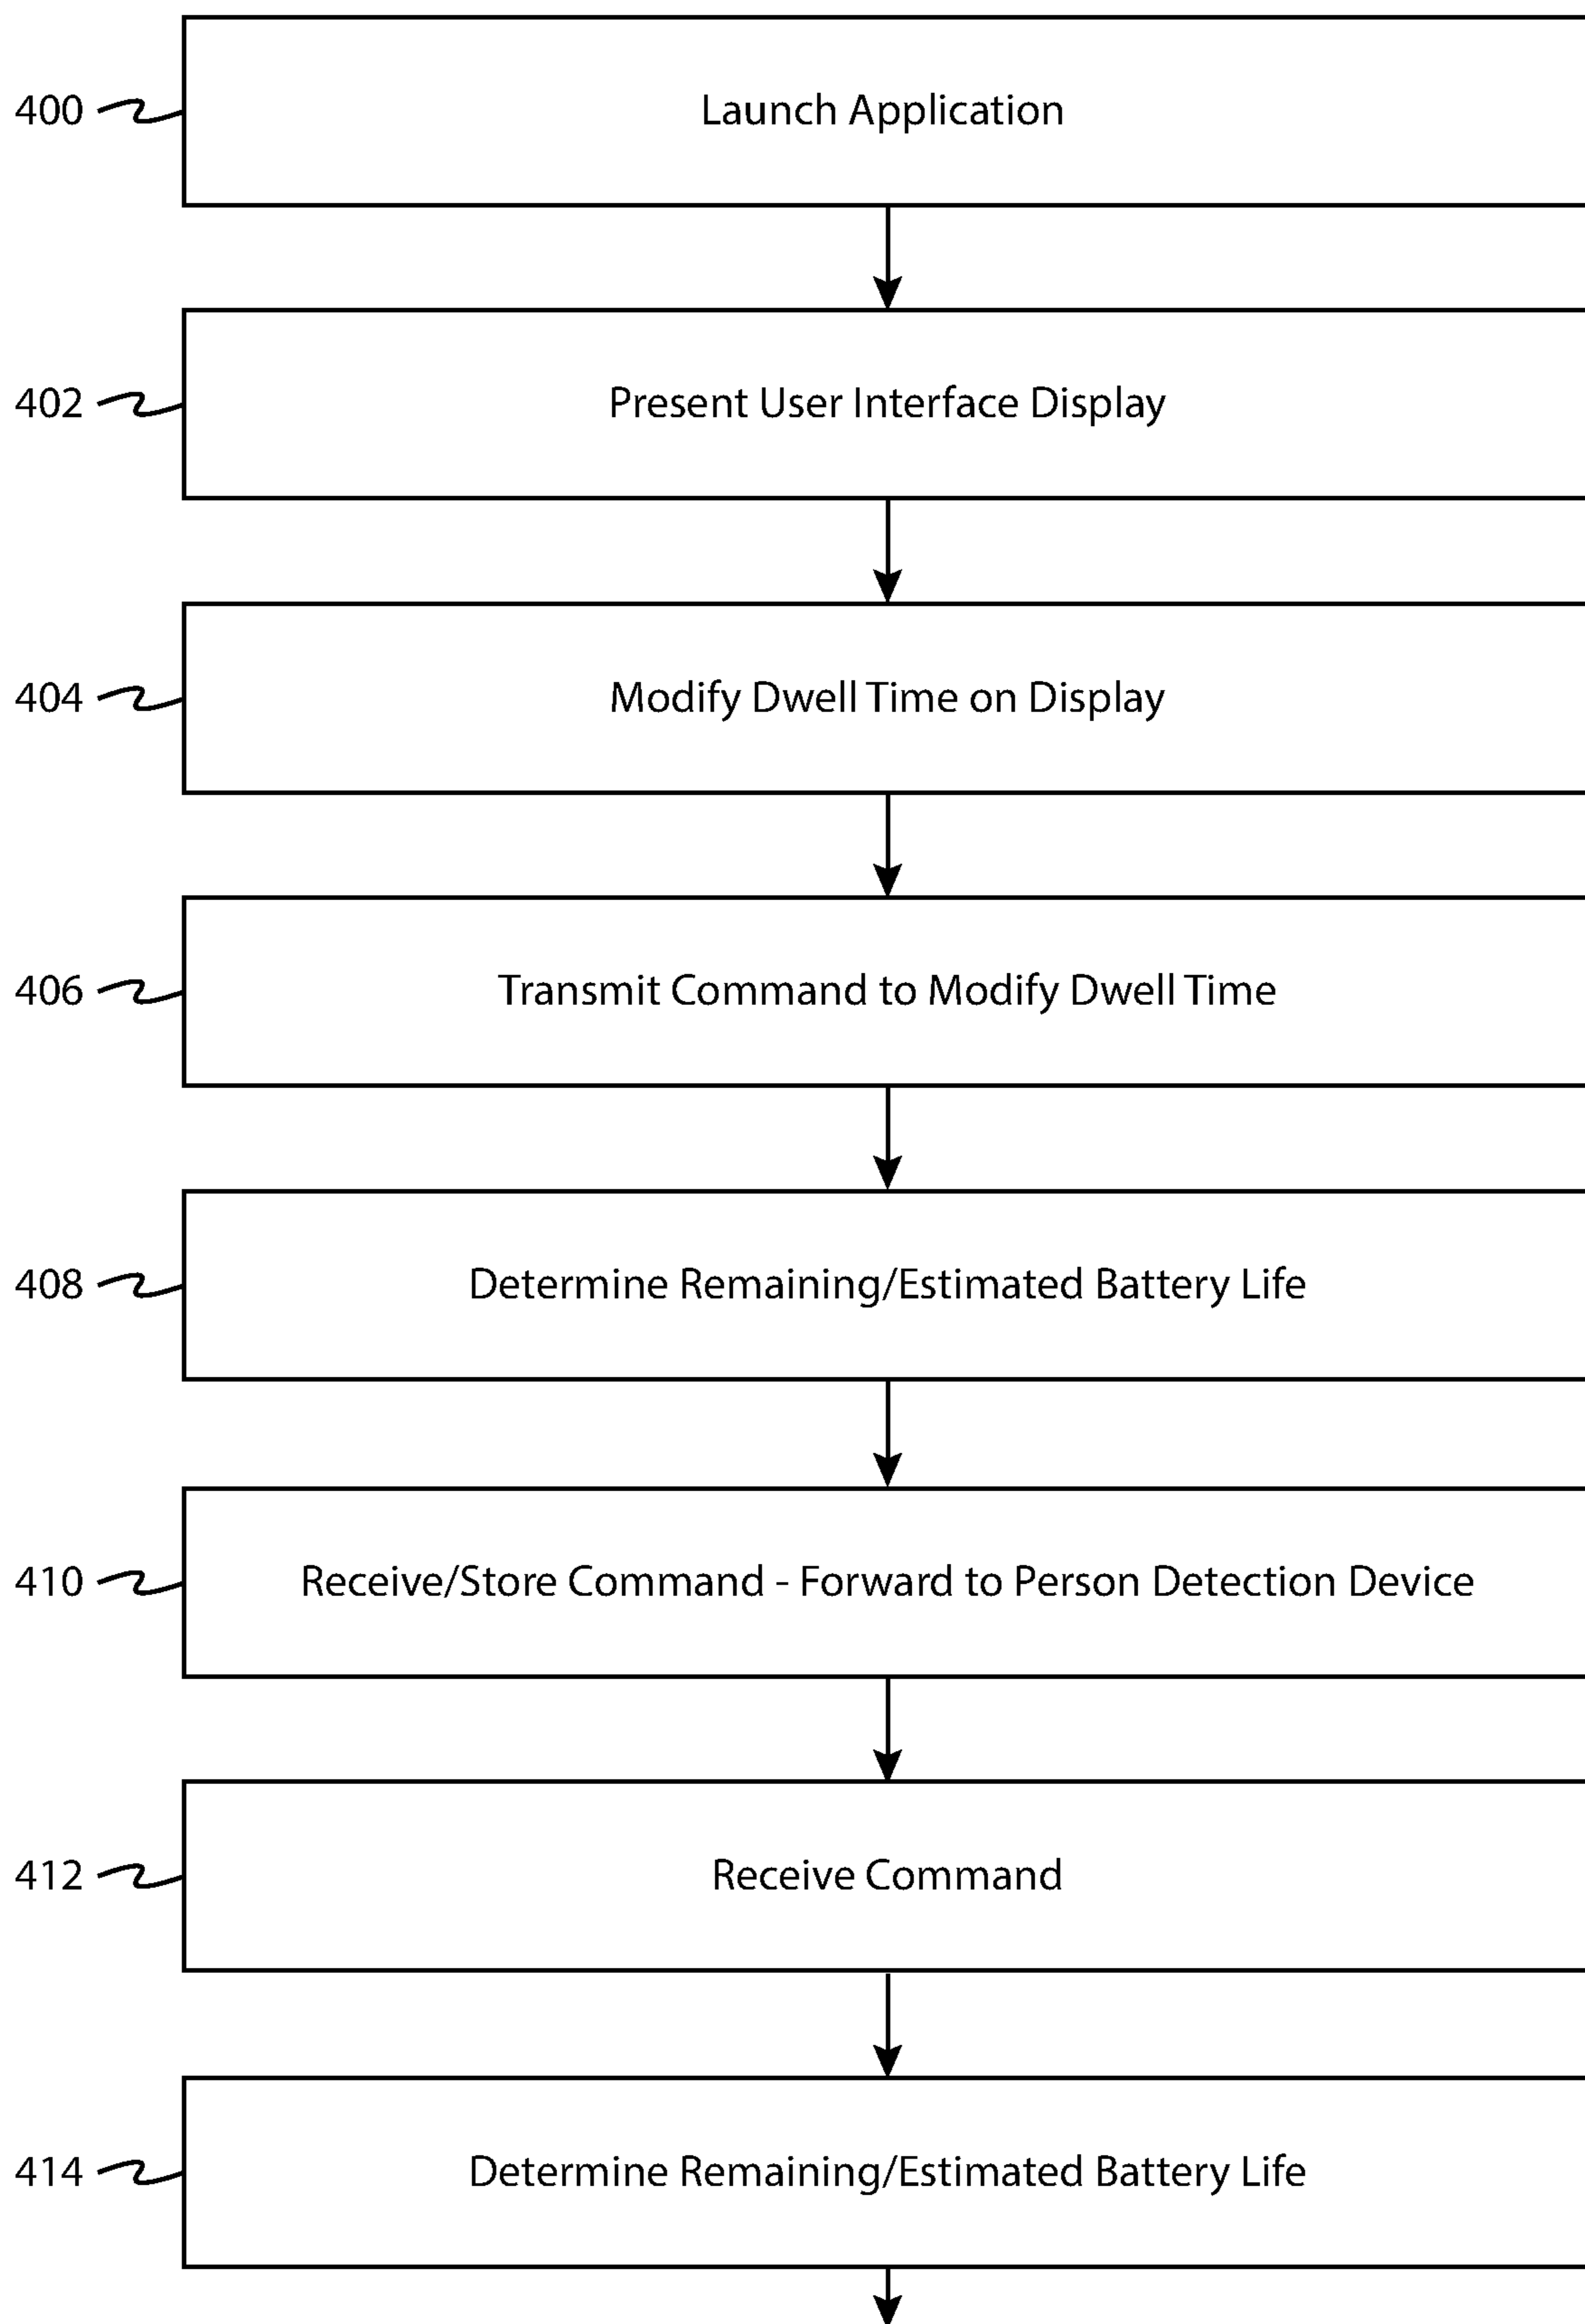 400 Launch Application
402 Present User Interface Display
404 Modify Dwell Time on Display
406 Transmit Command to Modify Dwell Time
408 Determine Remaining/Estimated Battery Life
410 Receive/Store Command - Forward to Person Detection Device
412 Receive Command
414 Determine Remaining/Estimated Battery Life